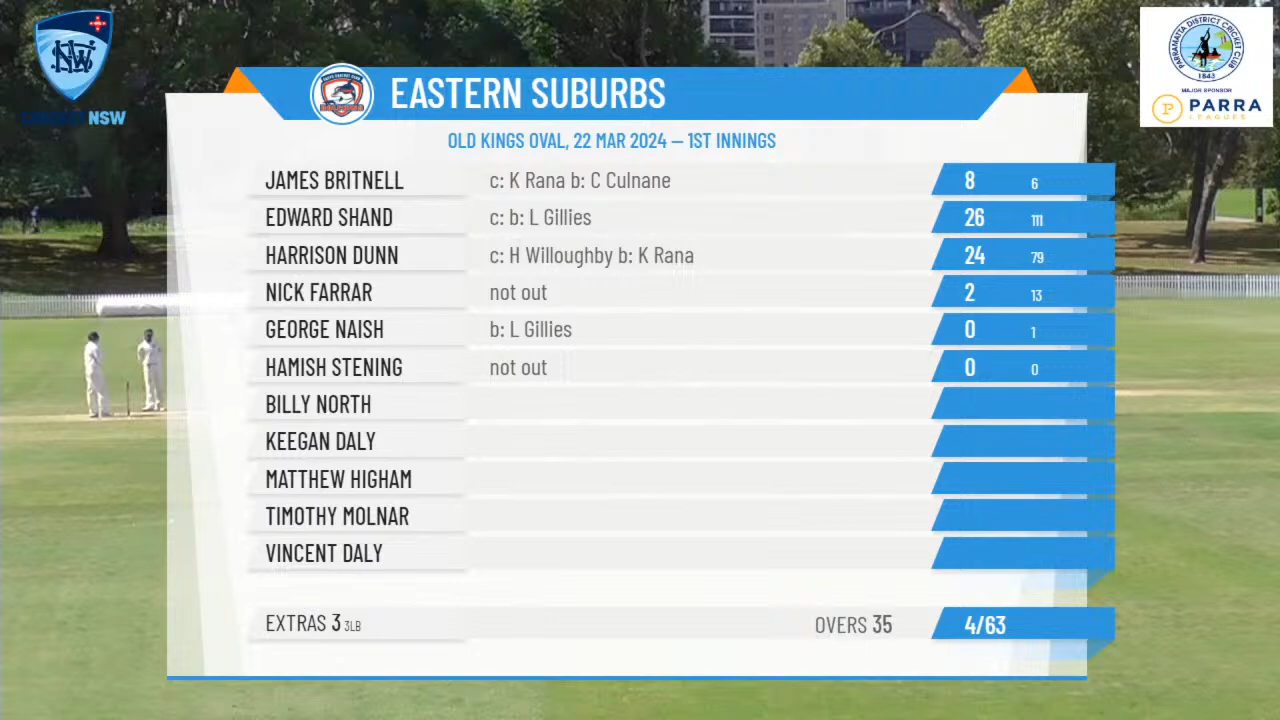 CRICKET NSW
EASTERN SUBURBS
OLD KINGS OVAL, 22 MAR 2024 – 1ST INNINGS
JAMES BRITNELL c: K Rana b: C Culnane 8 6
EDWARD SHAND c: b: L Gillies 26 111
HARRISON DUNN c: H Willoughby b: K Rana 24 79
NICK FARRAR not out 2 13
GEORGE NAISH b: L Gillies 0 1
HAMISH STENING not out 0 0
BILLY NORTH
KEEGAN DALY
MATTHEW HIGHAM
TIMOTHY MOLNAR
VINCENT DALY
EXTRAS 3 3LB OVERS 35 4/63
PARRAMATTA DISTRICT CRICKET CLUB
1843
MAJOR SPONSOR
P PARRA
LEAGUES